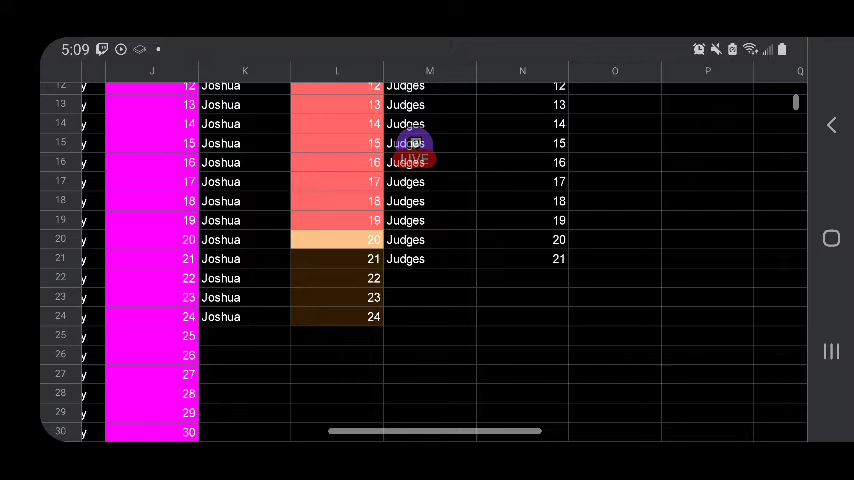 5:09
J K L M N O P Q
12 y 12 Joshua 12 Judges 12
13 y 13 Joshua 13 Judges 13
14 y 14 Joshua 14 Judges 14
15 y 15 Joshua 15 Judges 15
16 y 16 Joshua 16 Judges 16
LIVE
17 y 17 Joshua 17 Judges 17
18 y 18 Joshua 18 Judges 18
19 y 19 Joshua 19 Judges 19
20 y 20 Joshua 20 Judges 20
21 y 21 Joshua 21 Judges 21
22 y 22 Joshua 22
23 y 23 Joshua 23
24 y 24 Joshua 24
25 y 25
26 y 26
27 y 27
28 y 28
29 y 29
30 y 30